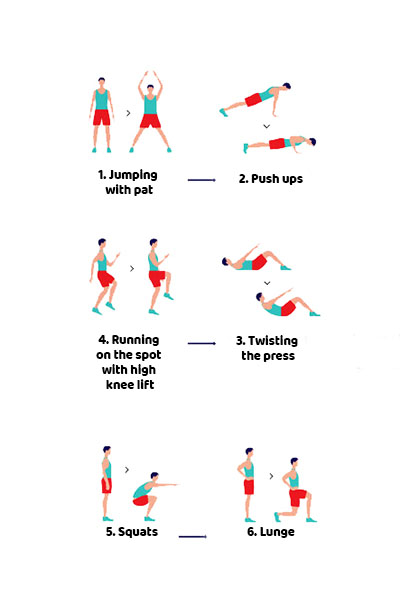 1. Jumping
with pat
2. Push ups
4. Running
on the spot
with high
knee lift
3. Twisting
the press
5. Squats
6. Lunge